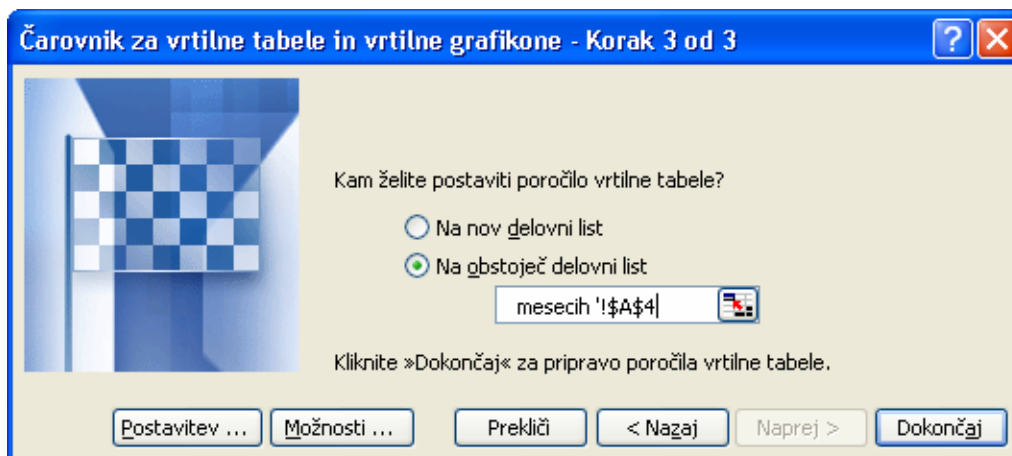 Čarovnik za vrtilne tabele in vrtilne grafikone - Korak 3 od 3
Kam želite postaviti poročilo vrtilne tabele?
Na nov delovni list
Na obstoječ delovni list
mesecih '!$A$4
Kliknite »Dokončaj« za pripravo poročila vrtilne tabele.
Postavitev ... Možnosti ... Prekliči < Nazaj Naprej > Dokončaj